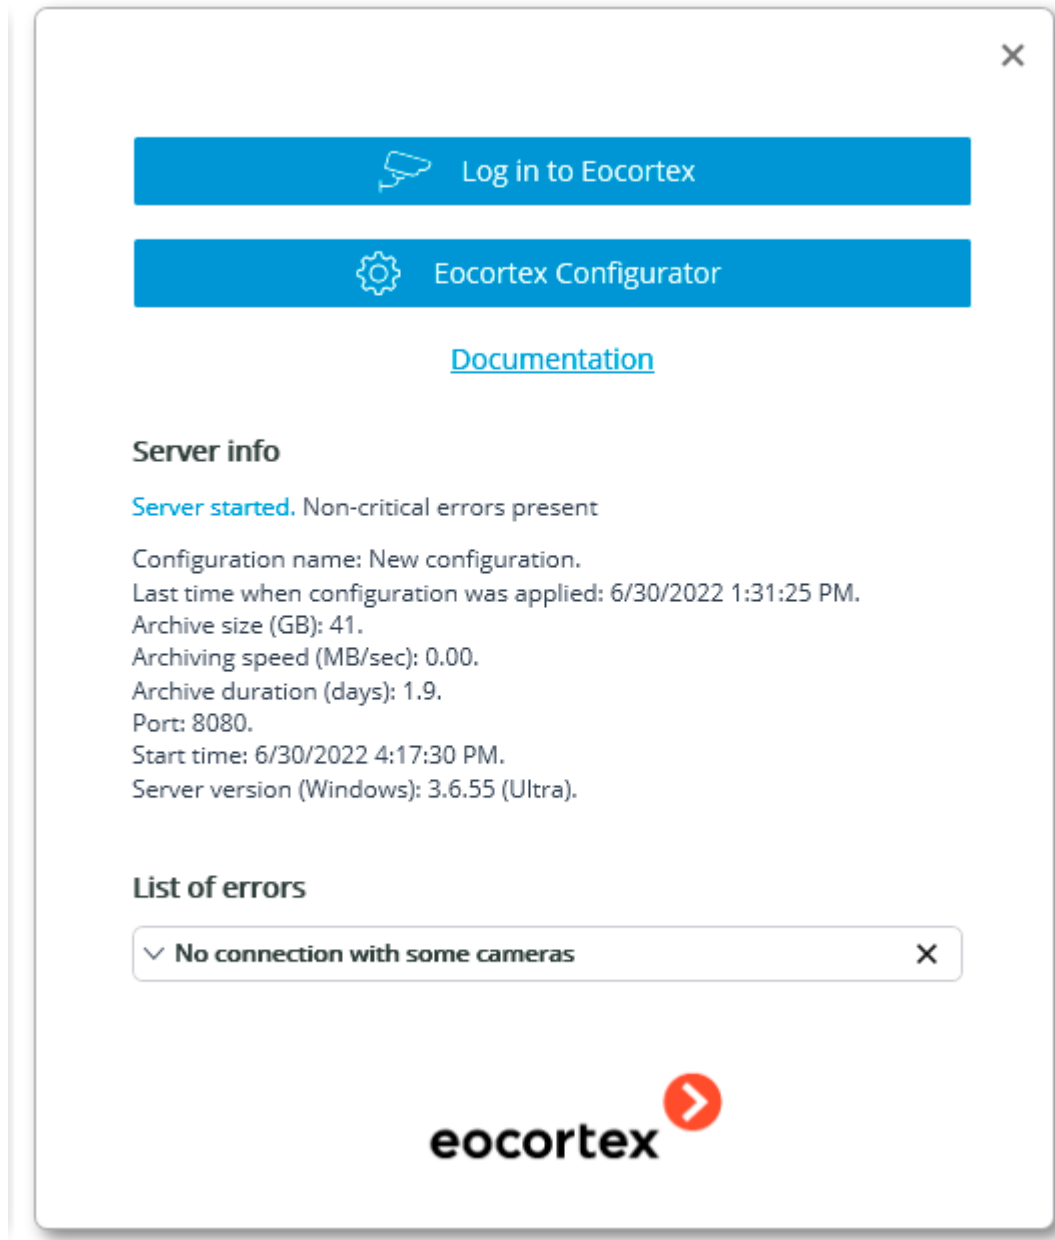 Log in to Eocortex
Eocortex Configurator
Documentation
Server info
Server started. Non-critical errors present
Configuration name: New configuration.
Last time when configuration was applied: 6/30/2022 1:31:25 PM.
Archive size (GB): 41.
Archiving speed (MB/sec): 0.00.
Archive duration (days): 1.9.
Port: 8080.
Start time: 6/30/2022 4:17:30 PM.
Server version (Windows): 3.6.55 (Ultra).
List of errors
No connection with some cameras
eocortex